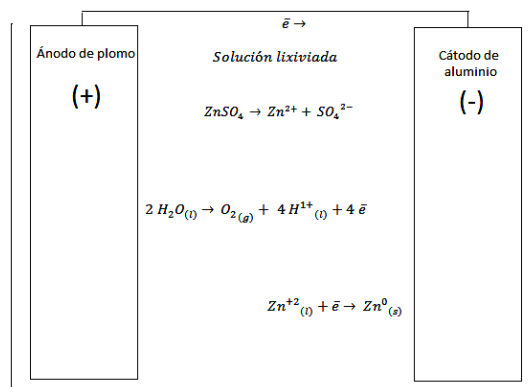 ē →
Ánodo de plomo
(+)
Solución lixiviada
Cátodo de
aluminio
(-)
ZnSO₄ → Zn²⁺ + SO₄²⁻
2 H₂O₍l₎ → O₂₍g₎ + 4 H¹⁺₍l₎ + 4 ē
Zn⁺²₍l₎ + ē → Zn⁰₍s₎